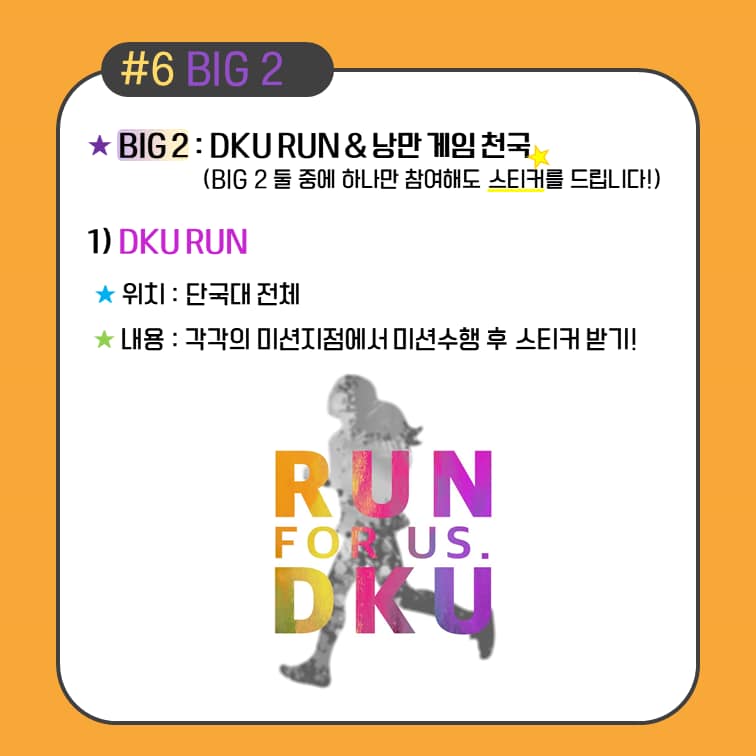 #6 BIG 2
BIG 2 : DKU RUN & 낭만 게임 천국
(BIG 2 둘 중에 하나만 참여해도 스티커를 드립니다!)
1) DKU RUN
위치 : 단국대 전체
내용 : 각각의 미션지점에서 미션수행 후 스티커 받기!
RUN
FOR US.
DKU